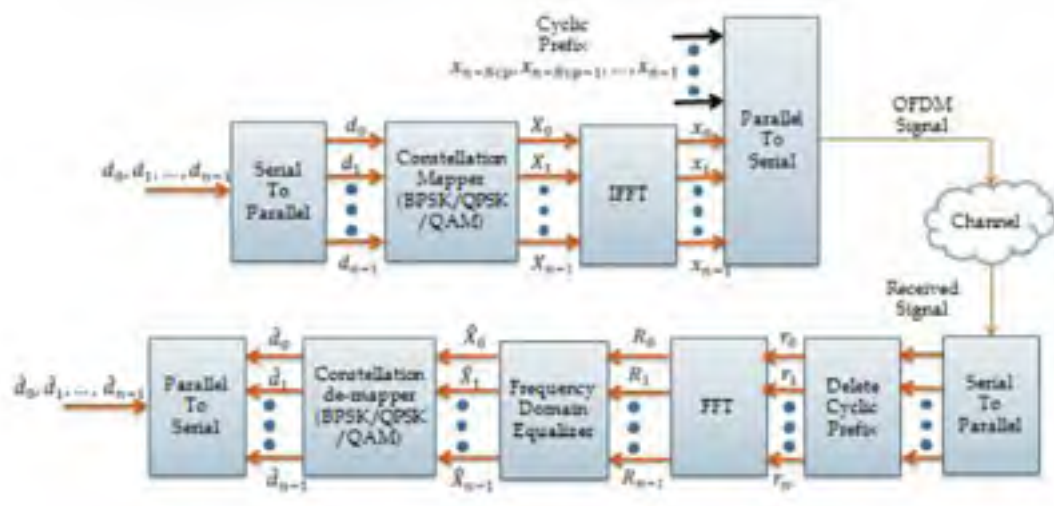 Cyclic
Prefix
x_{n-Ncp}, x_{n-Ncp-1}, ..., x_{n-1}
d_0, d_1, ..., d_{n-1}
Serial
To
Parallel
d_0
d_1
d_{n-1}
Constellation
Mapper
(BPSK/QPSK
/QAM)
X_0
X_1
X_{n-1}
IFFT
x_0
x_1
x_{n-1}
Parallel
To
Serial
OFDM
Signal
Channel
Received
Signal
Serial
To
Parallel
Delete
Cyclic
Prefix
r_0
r_1
r_n
FFT
R_0
R_1
R_{n-1}
Frequency
Domain
Equalizer
X̂_0
X̂_1
X̂_{n-1}
Constellation
de-mapper
(BPSK/QPSK
/QAM)
d̂_0
d̂_1
d̂_{n-1}
Parallel
To
Serial
d̂_0, d̂_1, ..., d̂_{n-1}